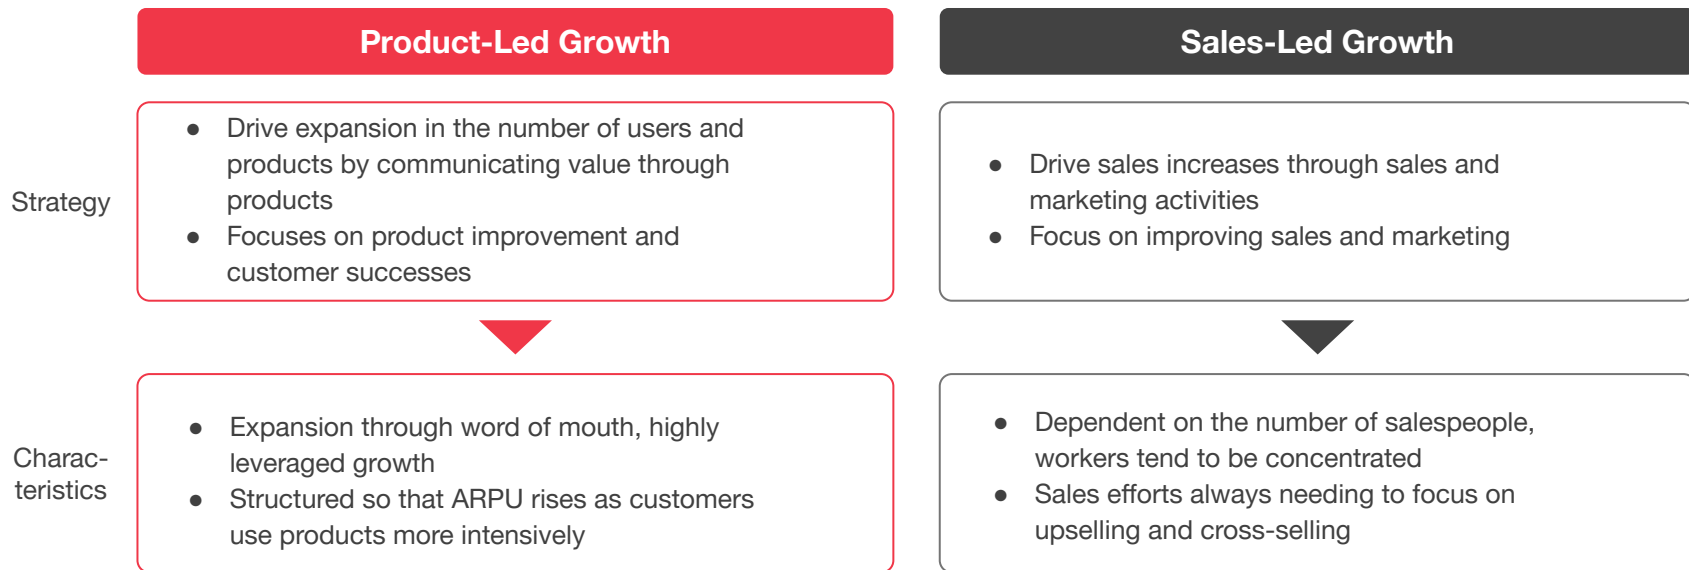 Product-Led Growth
Sales-Led Growth
Strategy
● Drive expansion in the number of users and
products by communicating value through
products
● Focuses on product improvement and
customer successes
● Drive sales increases through sales and
marketing activities
● Focus on improving sales and marketing
Charac-
teristics
● Expansion through word of mouth, highly
leveraged growth
● Structured so that ARPU rises as customers
use products more intensively
● Dependent on the number of salespeople,
workers tend to be concentrated
● Sales efforts always needing to focus on
upselling and cross-selling